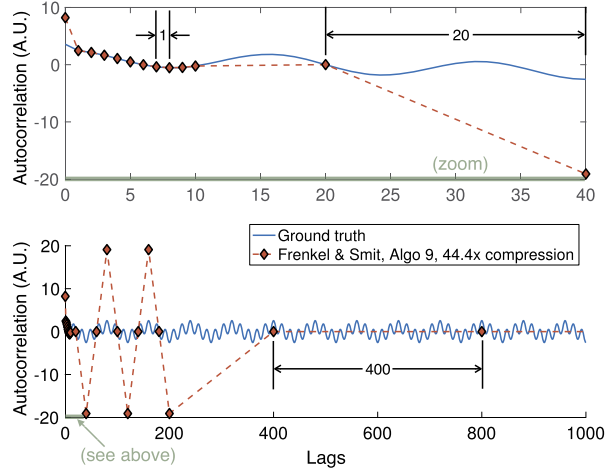 10
0
-10
-20
Autocorrelation (A.U.)
1
20
(zoom)
0 5 10 15 20 25 30 35 40
20
10
0
-10
-20
Autocorrelation (A.U.)
Ground truth
Frenkel & Smit, Algo 9, 44.4x compression
400
0 200 400 600 800 1000
(see above)
Lags